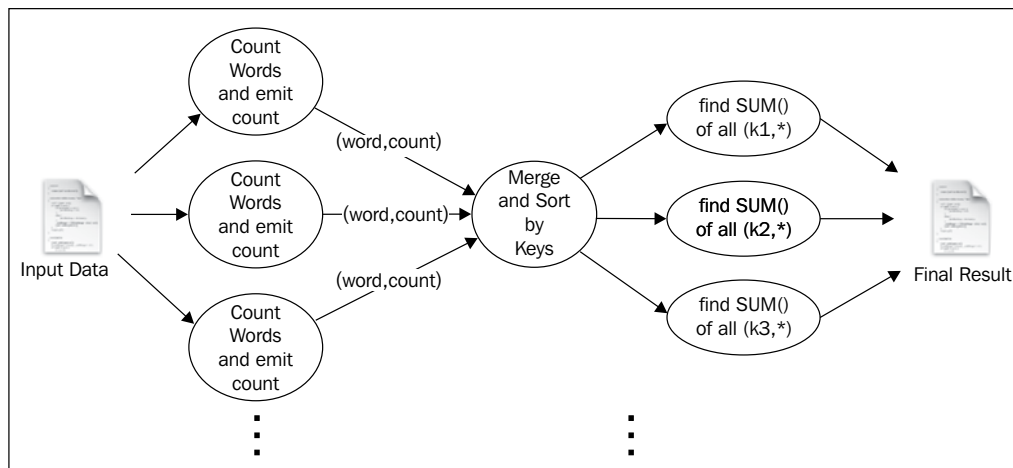 Count
Words
and emit
count
(word,count)
find SUM()
of all (k1,*)
Input Data
Count
Words
and emit
count
(word,count)
Merge
and Sort
by
Keys
find SUM()
of all (k2,*)
Final Result
Count
Words
and emit
count
(word,count)
find SUM()
of all (k3,*)